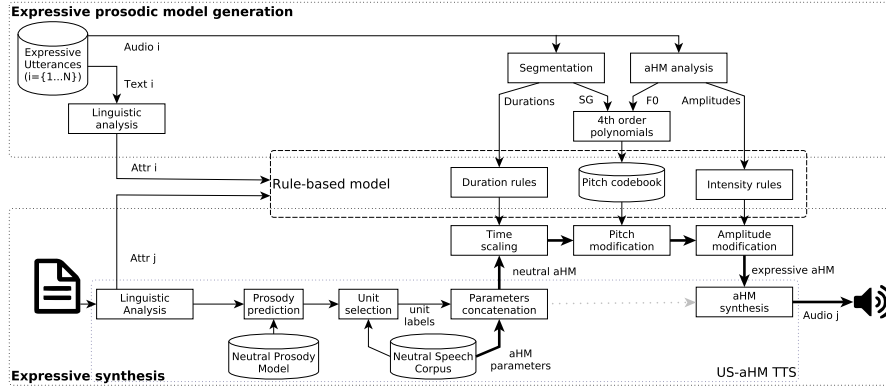 Expressive prosodic model generation
Expressive
Utterances
(i={1...N})
Audio i
Text i
Linguistic
analysis
Segmentation
aHM analysis
Durations
SG
F0
Amplitudes
4th order
polynomials
Attr i
Rule-based model
Duration rules
Pitch codebook
Intensity rules
Time
scaling
Pitch
modification
Amplitude
modification
Attr j
neutral aHM
expressive aHM
Linguistic
Analysis
Prosody
prediction
Unit
selection
unit
labels
Parameters
concatenation
aHM
synthesis
Audio j
Neutral Prosody
Model
Neutral Speech
Corpus
aHM
parameters
US-aHM TTS
Expressive synthesis